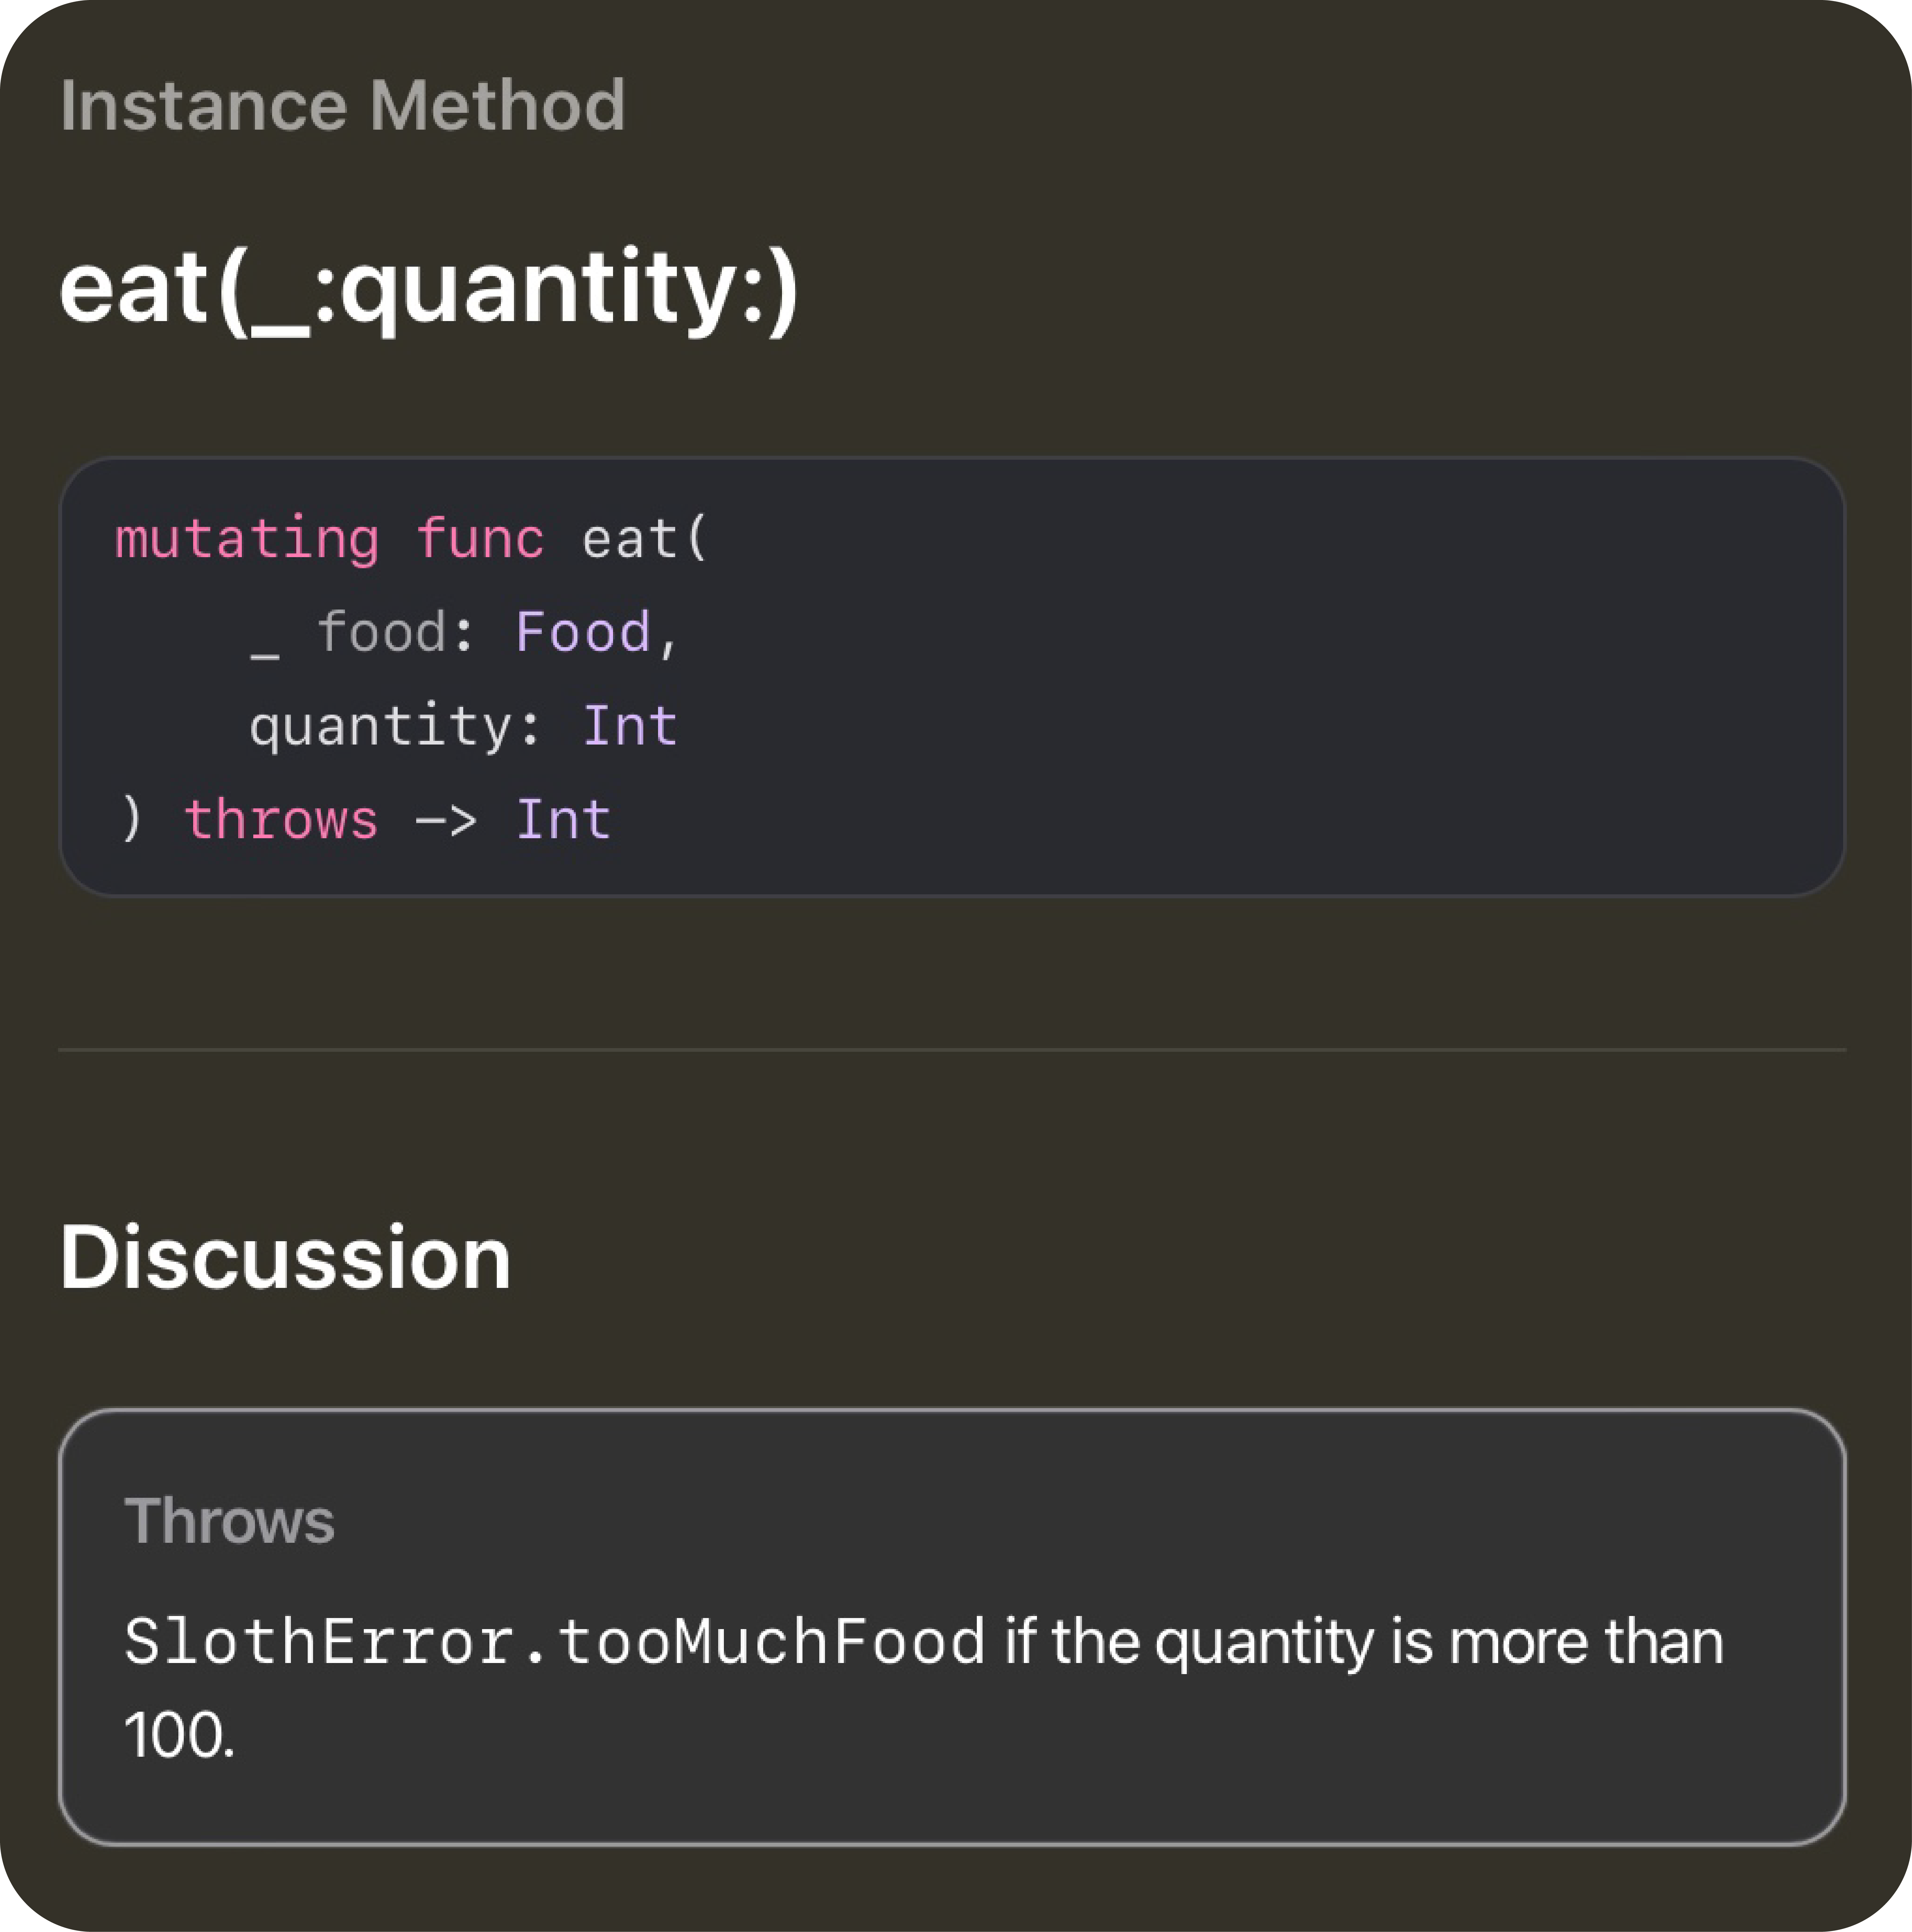 Instance Method
eat(_:quantity:)
mutating func eat(
    _ food: Food,
    quantity: Int
) throws -> Int
Discussion
Throws
SlothError.tooMuchFood if the quantity is more than
100.